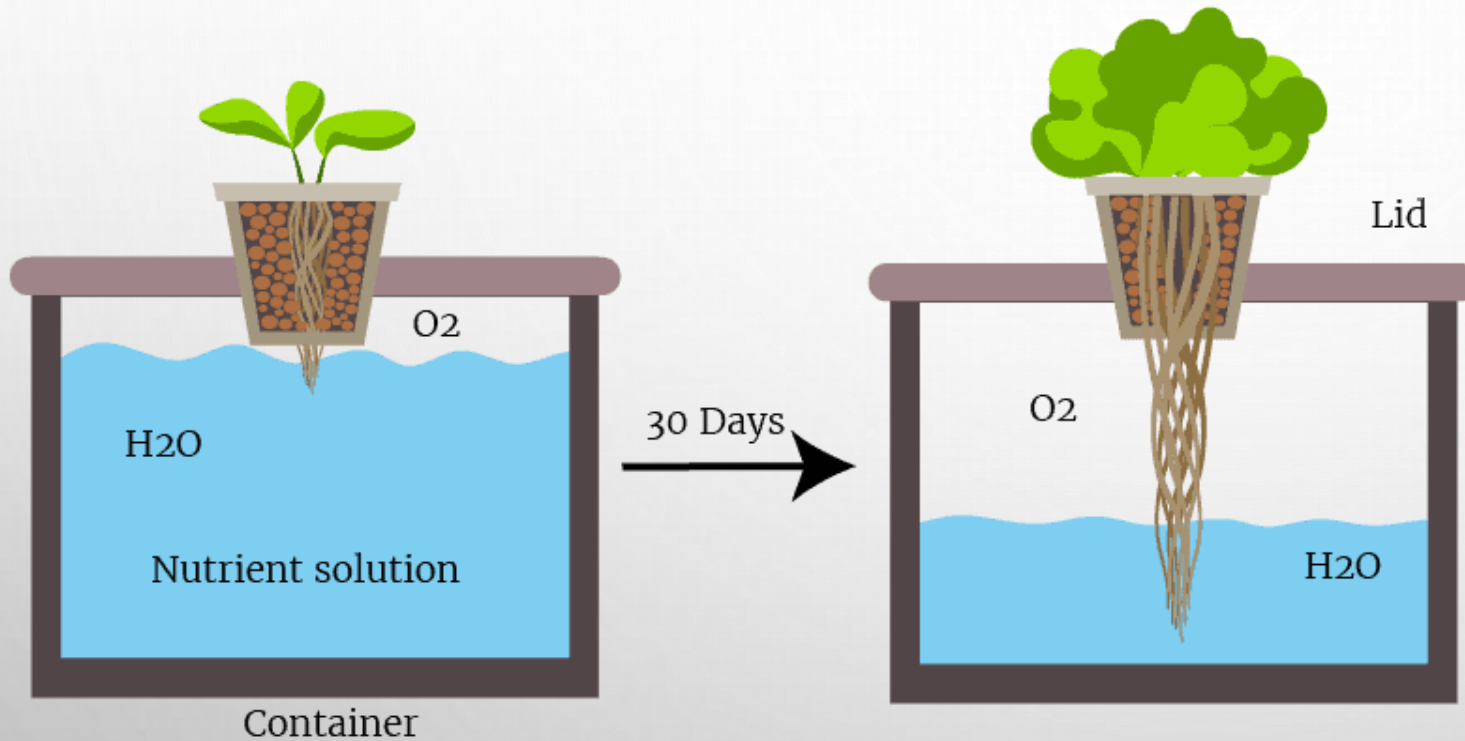 O2
H2O
Nutrient solution
Container
30 Days
Lid
O2
H2O